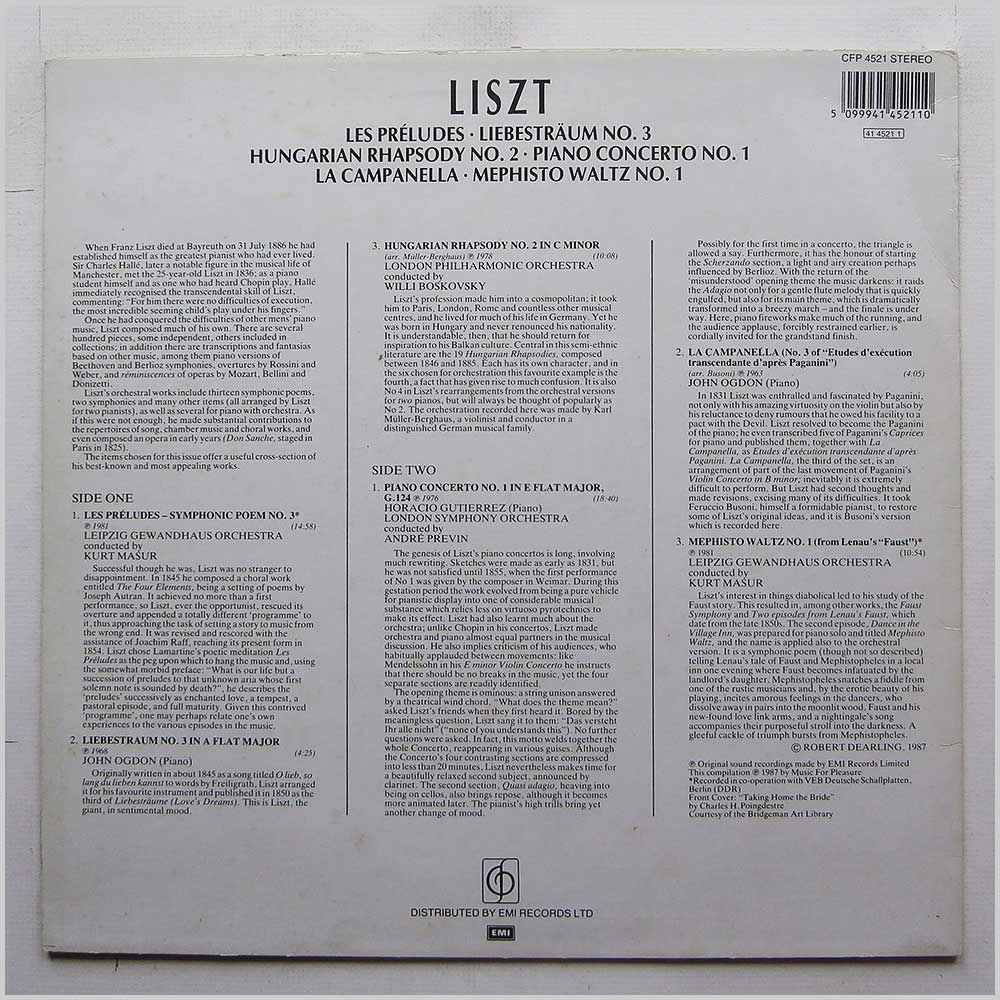 CFP 4521 STEREO
5 099941 452110
41 4521 1
LISZT
LES PRÉLUDES · LIEBESTRÄUM NO. 3
HUNGARIAN RHAPSODY NO. 2 · PIANO CONCERTO NO. 1
LA CAMPANELLA · MEPHISTO WALTZ NO. 1
When Franz Liszt died at Bayreuth on 31 July 1886 he had
established himself as the greatest pianist who had ever lived.
Sir Charles Hallé, later a notable figure in the musical life of
Manchester, met the 25-year-old Liszt in 1836; as a piano
student himself and as one who had heard Chopin play, Hallé
immediately recognised the transcendental skill of Liszt,
commenting: “For him there were no difficulties of execution,
the most incredible seeming child's play under his fingers.”
Once he had conquered the difficulties of other mens' piano
music, Liszt composed much of his own. There are several
hundred pieces, some independent, others included in
collections; in addition there are transcriptions and fantasias
based on other music, among them piano versions of
Beethoven and Berlioz symphonies, overtures by Rossini and
Weber, and réminiscences of operas by Mozart, Bellini and
Donizetti.
Liszt's orchestral works include thirteen symphonic poems,
two symphonies and many other items (all arranged by Liszt
for two pianists), as well as several for piano with orchestra. As
if this were not enough, he made substantial contributions to
the repertoires of song, chamber music and choral works, and
even composed an opera in early years (Don Sanche, staged in
Paris in 1825).
The items chosen for this issue offer a useful cross-section of
his best-known and most appealing works.
SIDE ONE
1. LES PRÉLUDES – SYMPHONIC POEM NO. 3*
℗ 1981 (14:58)
LEIPZIG GEWANDHAUS ORCHESTRA
conducted by
KURT MASUR
Successful though he was, Liszt was no stranger to
disappointment. In 1845 he composed a choral work
entitled The Four Elements, being a setting of poems by
Joseph Autran. It achieved no more than a first
performance, so Liszt, ever the opportunist, rescued its
overture and appended a totally different ‘programme’ to
it, thus approaching the task of setting a story to music from
the wrong end. It was revised and rescored with the
assistance of Joachim Raff, reaching its present form in
1854. Liszt chose Lamartine's poetic meditation Les
Préludes as the peg upon which to hang the music and, using
the somewhat morbid preface: “What is our life but a
succession of preludes to that unknown aria whose first
solemn note is sounded by death?”, he describes the
‘preludes’ successively as enchanted love, a tempest, a
pastoral episode, and full maturity. Given this contrived
‘programme’, one may perhaps relate one's own
experiences to the various episodes in the music.
2. LIEBESTRAUM NO. 3 IN A FLAT MAJOR
℗ 1968 (4:25)
JOHN OGDON (Piano)
Originally written in about 1845 as a song titled O lieb, so
lang du lieben kannst to words by Freiligrath, Liszt arranged
it for his favourite instrument and published it in 1850 as the
third of Liebesträume (Love's Dreams). This is Liszt, the
giant, in sentimental mood.
3. HUNGARIAN RHAPSODY NO. 2 IN C MINOR
(arr. Müller-Berghaus) ℗ 1978 (10:08)
LONDON PHILHARMONIC ORCHESTRA
conducted by
WILLI BOSKOVSKY
Liszt's profession made him into a cosmopolitan; it took
him to Paris, London, Rome and countless other musical
centres, and he lived for much of his life in Germany. Yet he
was born in Hungary and never renounced his nationality.
It is understandable, then, that he should return for
inspiration to his Balkan culture. Central in this semi-ethnic
literature are the 19 Hungarian Rhapsodies, composed
between 1846 and 1885. Each has its own character, and in
the six chosen for orchestration this favourite example is the
fourth, a fact that has given rise to much confusion. It is also
No 4 in Liszt's rearrangements from the orchestral versions
for two pianos, but will always be thought of popularly as
No 2. The orchestration recorded here was made by Karl
Müller-Berghaus, a violinist and conductor in a
distinguished German musical family.
SIDE TWO
1. PIANO CONCERTO NO. 1 IN E FLAT MAJOR,
G.124 ℗ 1976 (18:40)
HORACIO GUTIERREZ (Piano)
LONDON SYMPHONY ORCHESTRA
conducted by
ANDRÉ PREVIN
The genesis of Liszt's piano concertos is long, involving
much rewriting. Sketches were made as early as 1831, but
he was not satisfied until 1855, when the first performance
of No 1 was given by the composer in Weimar. During this
gestation period the work evolved from being a pure vehicle
for pianistic display into one of considerable musical
substance which relies less on virtuoso pyrotechnics to
make its effect. Liszt had also learnt much about the
orchestra; unlike Chopin in his concertos, Liszt made
orchestra and piano almost equal partners in the musical
discussion. He also implies criticism of his audiences, who
habitually applauded between movements: like
Mendelssohn in his E minor Violin Concerto he instructs
that there should be no breaks in the music, yet the four
separate sections are readily identified.
The opening theme is ominous: a string unison answered
by a theatrical wind chord. “What does the theme mean?”
asked Liszt's friends when they first heard it. Bored by the
meaningless question, Liszt sang it to them: “Das versteht
Ihr alle nicht” (“none of you understands this”). No further
questions were asked. In fact, this motto welds together the
whole Concerto, reappearing in various guises. Although
the Concerto's four contrasting sections are compressed
into less than 20 minutes, Liszt nevertheless makes time for
a beautifully relaxed second subject, announced by
clarinet. The second section, Quasi adagio, heaving into
being on cellos, also brings repose, although it becomes
more animated later. The pianist's high trills bring yet
another change of mood.
Possibly for the first time in a concerto, the triangle is
allowed a say. Furthermore, it has the honour of starting
the Scherzando section, a light and airy creation perhaps
influenced by Berlioz. With the return of the
‘misunderstood’ opening theme the music darkens: it raids
the Adagio not only for a gentle flute melody that is quickly
engulfed, but also for its main theme, which is dramatically
transformed into a breezy march – and the finale is under
way. Here, piano fireworks make much of the running, and
the audience applause, forcibly restrained earlier, is
cordially invited for the grandstand finish.
2. LA CAMPANELLA (No. 3 of “Etudes d'exécution
transcendante d'après Paganini”)
(arr. Busoni) ℗ 1963 (4:05)
JOHN OGDON (Piano)
In 1831 Liszt was enthralled and fascinated by Paganini,
not only with his amazing virtuosity on the violin but also by
his reluctance to deny rumours that he owed his facility to a
pact with the Devil. Liszt resolved to become the Paganini
of the piano; he even transcribed five of Paganini's Caprices
for piano and published them, together with La
Campanella, as Etudes d'exécution transcendante d'après
Paganini. La Campanella, the third of the set, is an
arrangement of part of the last movement of Paganini's
Violin Concerto in B minor; inevitably it is extremely
difficult to perform. But Liszt had second thoughts and
made revisions, excising many of its difficulties. It took
Feruccio Busoni, himself a formidable pianist, to restore
some of Liszt's original ideas, and it is Busoni's version
which is recorded here.
3. MEPHISTO WALTZ NO. 1 (from Lenau's “Faust”)*
℗ 1981 (10:54)
LEIPZIG GEWANDHAUS ORCHESTRA
conducted by
KURT MASUR
Liszt's interest in things diabolical led to his study of the
Faust story. This resulted in, among other works, the Faust
Symphony and Two episodes from Lenau's Faust, which
date from the late 1850s. The second episode, Dance in the
Village Inn, was prepared for piano solo and titled Mephisto
Waltz, and the name is applied also to the orchestral
version. It is a symphonic poem (though not so described)
telling Lenau's tale of Faust and Mephistopheles in a local
inn one evening where Faust becomes infatuated by the
landlord's daughter. Mephistopheles snatches a fiddle from
one of the rustic musicians and, by the erotic beauty of his
playing, incites amorous feelings in the dancers, who
dissolve away in pairs into the moonlit wood. Faust and his
new-found love link arms, and a nightingale's song
accompanies their purposeful stroll into the darkness. A
gleeful cackle of triumph bursts from Mephistopheles.
© ROBERT DEARLING, 1987
℗ Original sound recordings made by EMI Records Limited
This compilation ℗ 1987 by Music For Pleasure
*Recorded in co-operation with VEB Deutsche Schallplatten,
Berlin (DDR)
Front Cover: “Taking Home the Bride”
by Charles H. Poingdestre
Courtesy of the Bridgeman Art Library
DISTRIBUTED BY EMI RECORDS LTD
EMI